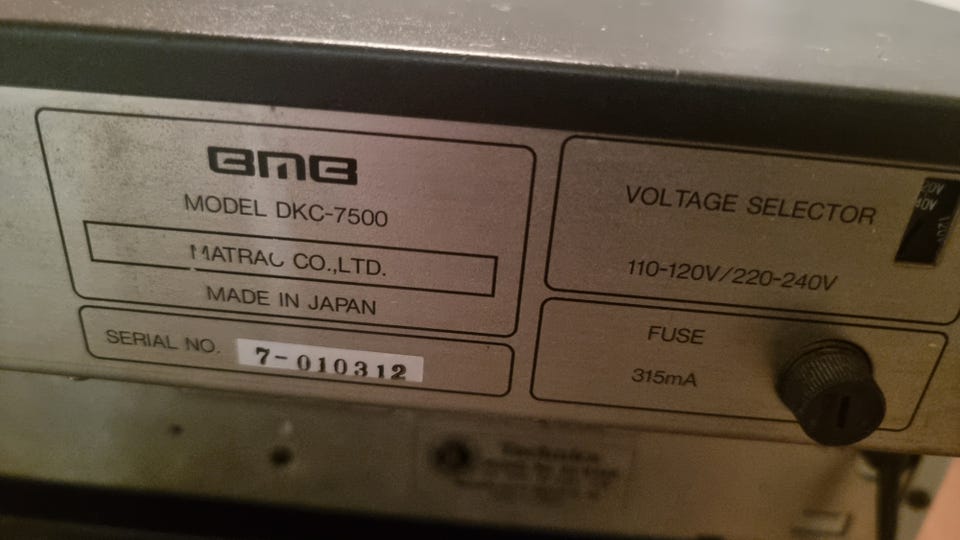 BMB
MODEL DKC-7500
MATRAC CO.,LTD.
MADE IN JAPAN
SERIAL NO. 7-010312
VOLTAGE SELECTOR
110-120V/220-240V
FUSE
315mA
Technics